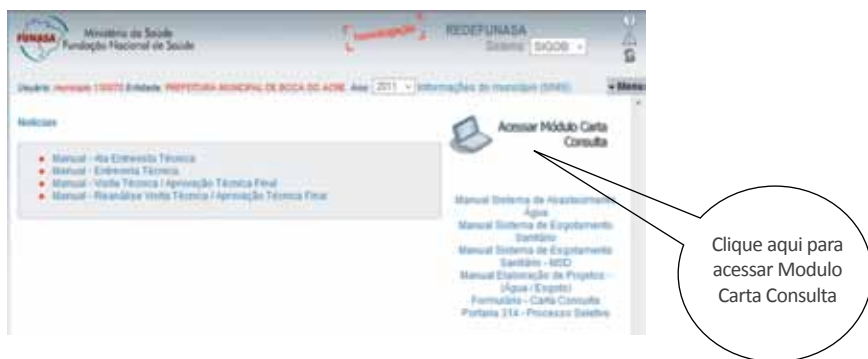 FUNASA
Ministério da Saúde
Fundação Nacional de Saúde
homologação
REDEFUNASA
Sistema: SIGOB
Usuário: município Entidade: PREFEITURA MUNICIPAL DE BOCA DO ACRE Ano: 2011 Informações do município
Menu
Notícias
Acessar Módulo Carta
Consulta
Manual - Ata Entrevista Técnica
Manual - Entrevista Técnica
Manual - Visita Técnica / Aprovação Técnica Final
Manual - Reanálise Visita Técnica / Aprovação Técnica Final
Manual Sistema de Abastecimento
Água
Manual Sistema de Esgotamento
Sanitário
Manual Sistema de Esgotamento
Sanitário - MSD
Manual Elaboração de Projetos -
(Água / Esgoto)
Formulário - Carta Consulta
Portaria 314 - Processo Seletivo
Clique aqui para
acessar Modulo
Carta Consulta